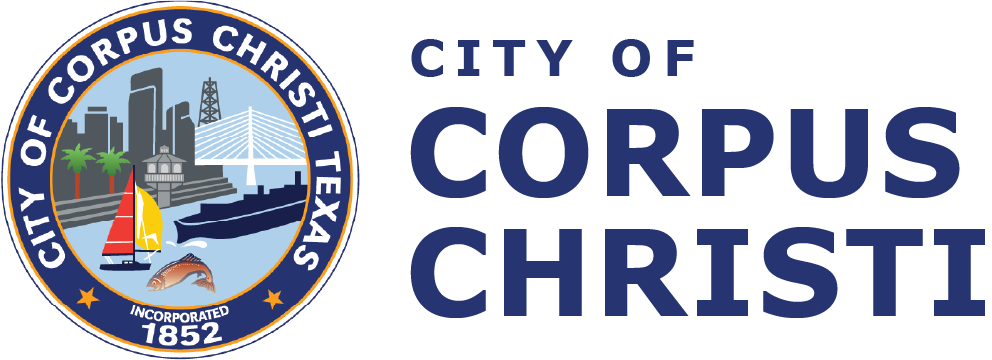 CITY OF CORPUS CHRISTI TEXAS
INCORPORATED
1852
CITY OF
CORPUS
CHRISTI